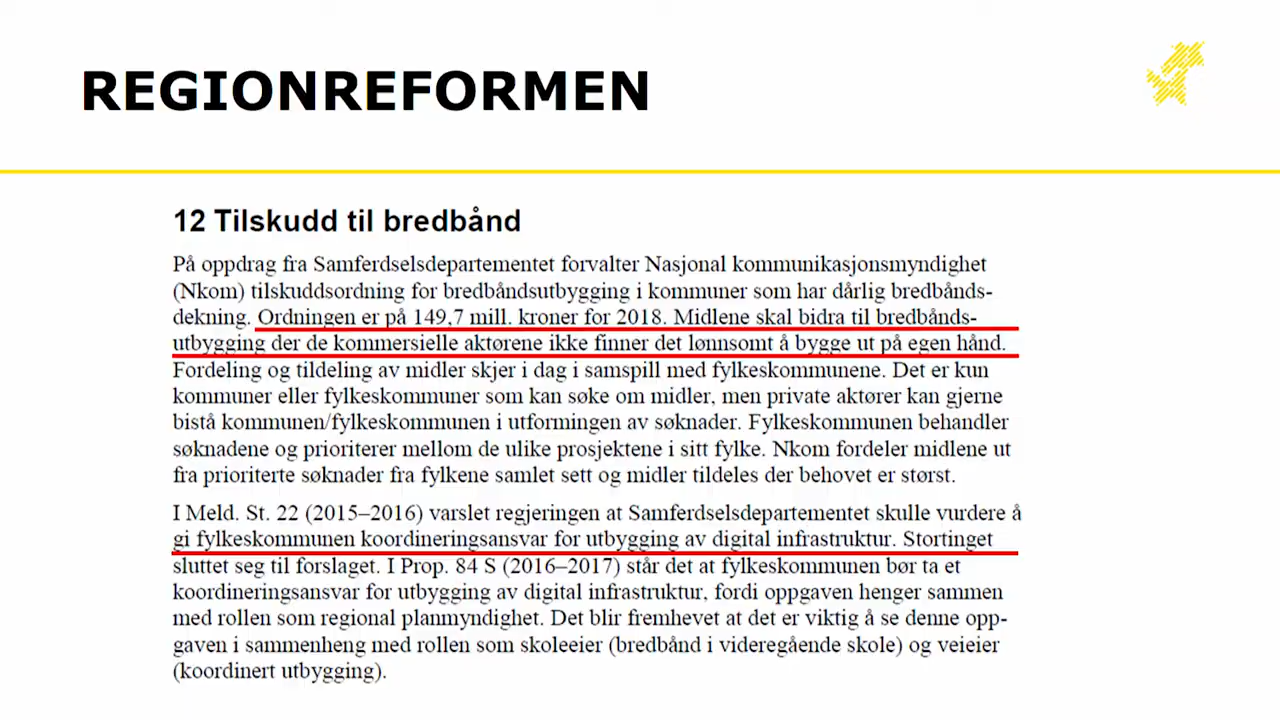 REGIONREFORMEN
12 Tilskudd til bredbånd
På oppdrag fra Samferdselsdepartementet forvalter Nasjonal kommunikasjonsmyndighet
(Nkom) tilskuddsordning for bredbåndsutbygging i kommuner som har dårlig bredbånds-
dekning. Ordningen er på 149,7 mill. kroner for 2018. Midlene skal bidra til bredbånds-
utbygging der de kommersielle aktørene ikke finner det lønnsomt å bygge ut på egen hånd.
Fordeling og tildeling av midler skjer i dag i samspill med fylkeskommunene. Det er kun
kommuner eller fylkeskommuner som kan søke om midler, men private aktører kan gjerne
bistå kommunen/fylkeskommunen i utformingen av søknader. Fylkeskommunen behandler
søknadene og prioriterer mellom de ulike prosjektene i sitt fylke. Nkom fordeler midlene ut
fra prioriterte søknader fra fylkene samlet sett og midler tildeles der behovet er størst.
I Meld. St. 22 (2015–2016) varslet regjeringen at Samferdselsdepartementet skulle vurdere å
gi fylkeskommunen koordineringsansvar for utbygging av digital infrastruktur. Stortinget
sluttet seg til forslaget. I Prop. 84 S (2016–2017) står det at fylkeskommunen bør ta et
koordineringsansvar for utbygging av digital infrastruktur, fordi oppgaven henger sammen
med rollen som regional planmyndighet. Det blir fremhevet at det er viktig å se denne opp-
gaven i sammenheng med rollen som skoleeier (bredbånd i videregående skole) og veieier
(koordinert utbygging).